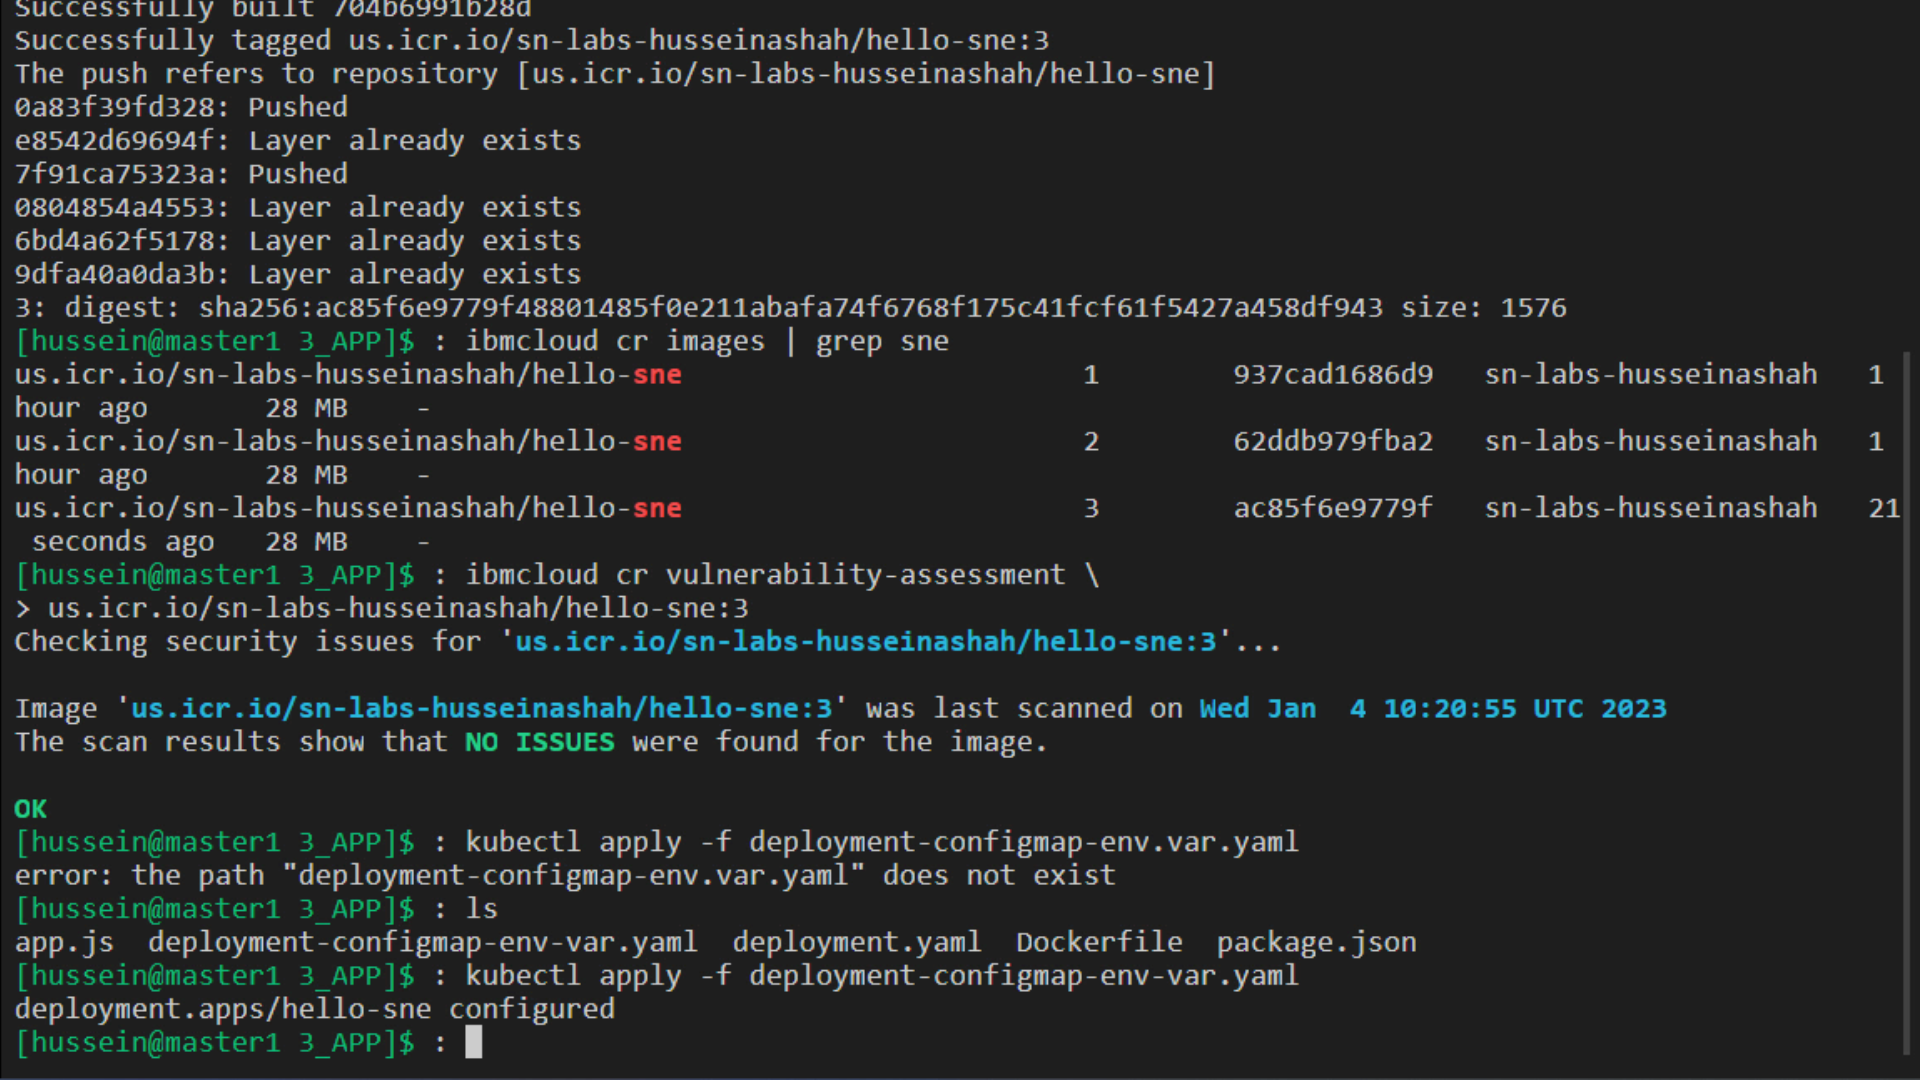 Successfully built 704b6991b28d
Successfully tagged us.icr.io/sn-labs-husseinashah/hello-sne:3
The push refers to repository [us.icr.io/sn-labs-husseinashah/hello-sne]
0a83f39fd328: Pushed
e8542d69694f: Layer already exists
7f91ca75323a: Pushed
0804854a4553: Layer already exists
6bd4a62f5178: Layer already exists
9dfa40a0da3b: Layer already exists
3: digest: sha256:ac85f6e9779f48801485f0e211abafa74f6768f175c41fcf61f5427a458df943 size: 1576
[hussein@master1 3_APP]$ : ibmcloud cr images | grep sne
us.icr.io/sn-labs-husseinashah/hello-sne 1 937cad1686d9 sn-labs-husseinashah 1
hour ago 28 MB -
us.icr.io/sn-labs-husseinashah/hello-sne 2 62ddb979fba2 sn-labs-husseinashah 1
hour ago 28 MB -
us.icr.io/sn-labs-husseinashah/hello-sne 3 ac85f6e9779f sn-labs-husseinashah 21
seconds ago 28 MB -
[hussein@master1 3_APP]$ : ibmcloud cr vulnerability-assessment \
> us.icr.io/sn-labs-husseinashah/hello-sne:3
Checking security issues for 'us.icr.io/sn-labs-husseinashah/hello-sne:3'...
Image 'us.icr.io/sn-labs-husseinashah/hello-sne:3' was last scanned on Wed Jan  4 10:20:55 UTC 2023
The scan results show that NO ISSUES were found for the image.
OK
[hussein@master1 3_APP]$ : kubectl apply -f deployment-configmap-env.var.yaml
error: the path "deployment-configmap-env.var.yaml" does not exist
[hussein@master1 3_APP]$ : ls
app.js  deployment-configmap-env-var.yaml  deployment.yaml  Dockerfile  package.json
[hussein@master1 3_APP]$ : kubectl apply -f deployment-configmap-env-var.yaml
deployment.apps/hello-sne configured
[hussein@master1 3_APP]$ :